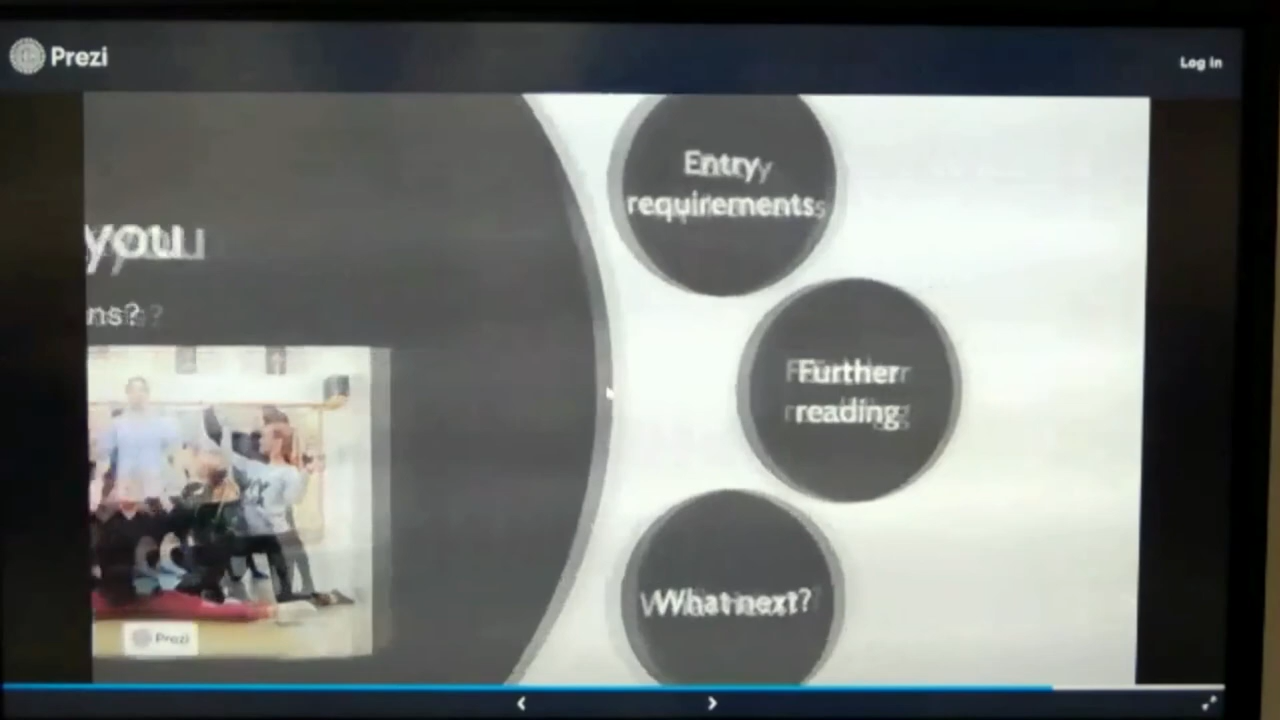 Prezi
Log in
Entry
requirements
you
ns?
Further
reading
What next?
Prezi